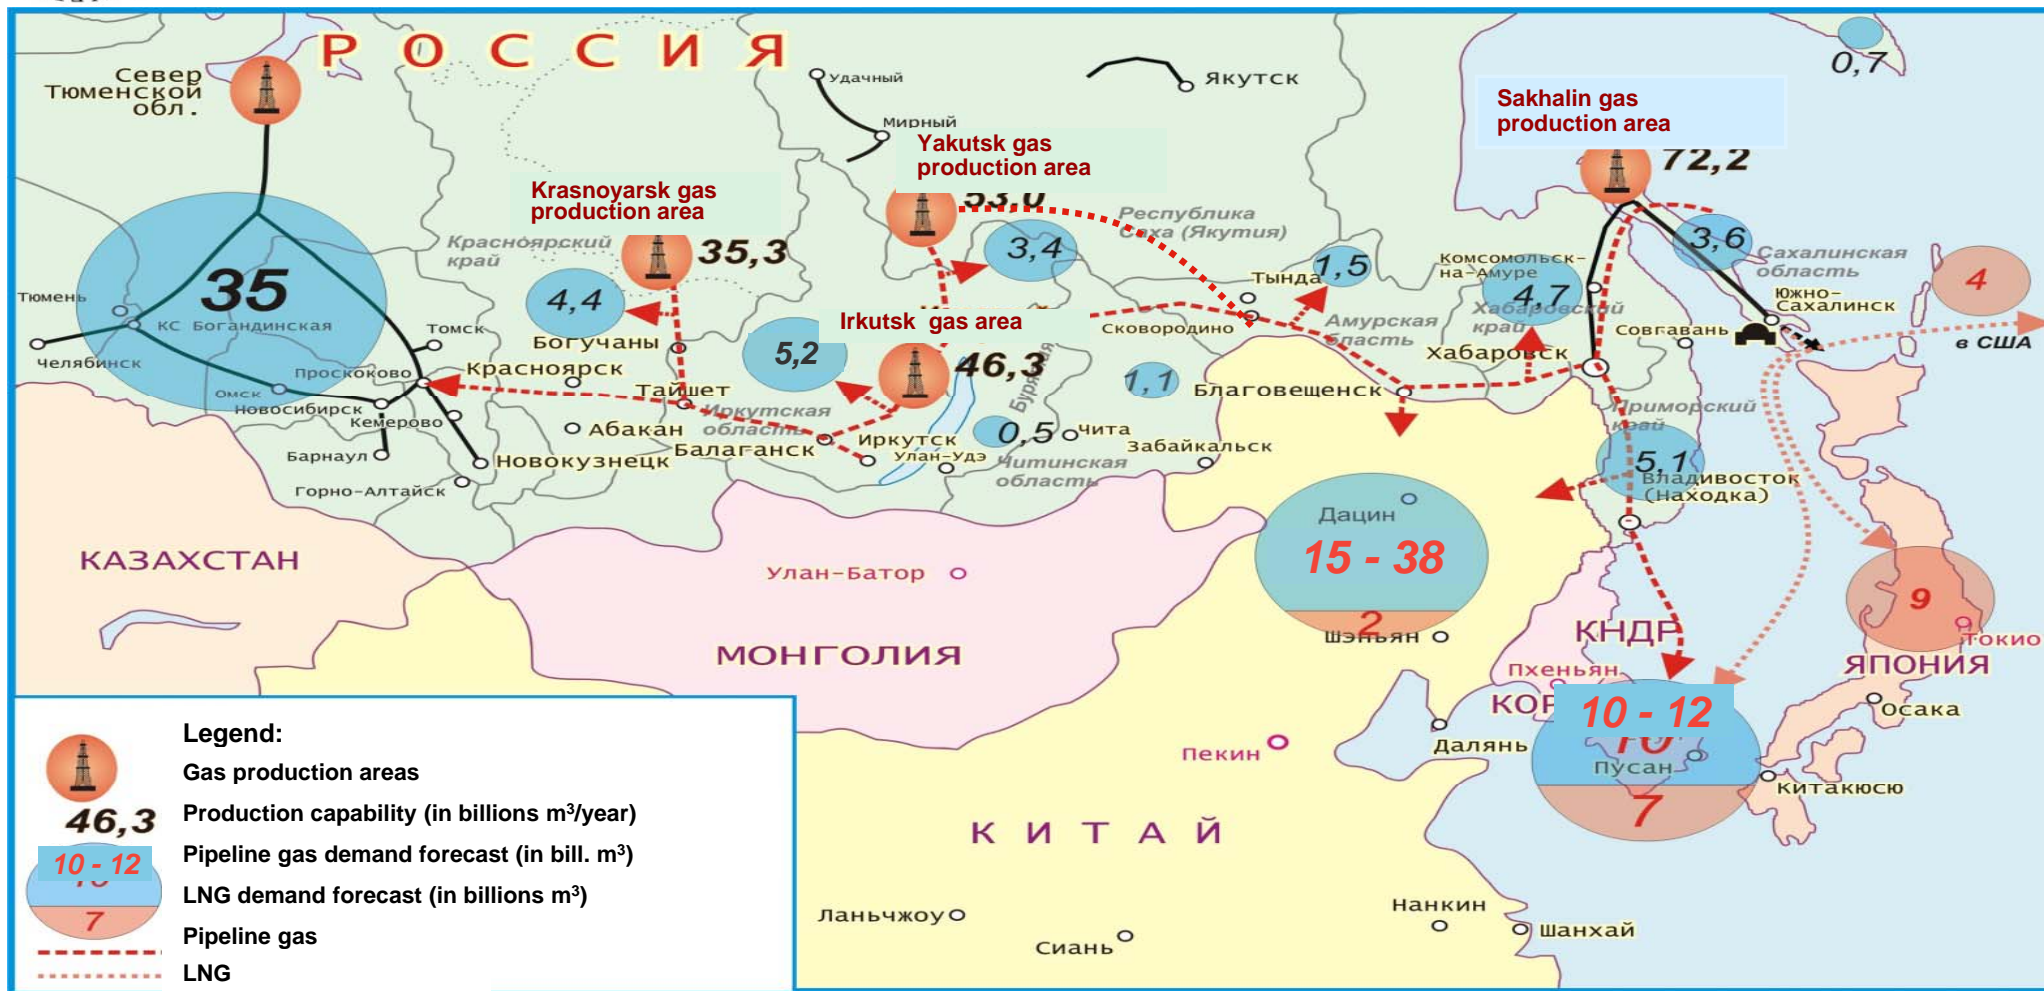 РОССИЯ
Север
Тюменской
обл.
Удачный
Якутск
Мирный
0,7
Sakhalin gas
production area
72,2
Yakutsk gas
production area
53,0
Krasnoyarsk gas
production area
35,3
Красноярский
край
Республика
Саха (Якутия)
3,4
1,5
Тында
Комсомольск-
на-Амуре
4,7
Хабаровский
край
3,6
Сахалинская
область
Южно-
Сахалинск
4
в США
35
Тюмень
КС Богандинская
Челябинск
Омск
Томск
Проскоково
Новосибирск
Кемерово
Барнаул
Горно-Алтайск
Новокузнецк
4,4
Богучаны
Красноярск
Тайшет
Абакан
Иркутская
область
Балаганск
5,2
Irkutsk gas area
46,3
Иркутск
Улан-Удэ
Бурятия
0,5
Чита
Читинская
область
1,1
Забайкальск
Сковородино
Амурская
область
Благовещенск
Хабаровск
Совгавань
Приморский
край
5,1
Владивосток
(Находка)
КАЗАХСТАН
Улан-Батор
МОНГОЛИЯ
Дацин
15 - 38
2
Шэньян
КНДР
Пхеньян
КОР
10 - 12
10
Пусан
7
9
Токио
ЯПОНИЯ
Осака
Китакюсю
Далянь
Пекин
КИТАЙ
Ланьчжоу
Сиань
Нанкин
Шанхай
Legend:
Gas production areas
46,3 Production capability (in billions m³/year)
10 - 12 Pipeline gas demand forecast (in bill. m³)
LNG demand forecast (in billions m³)
7
Pipeline gas
LNG